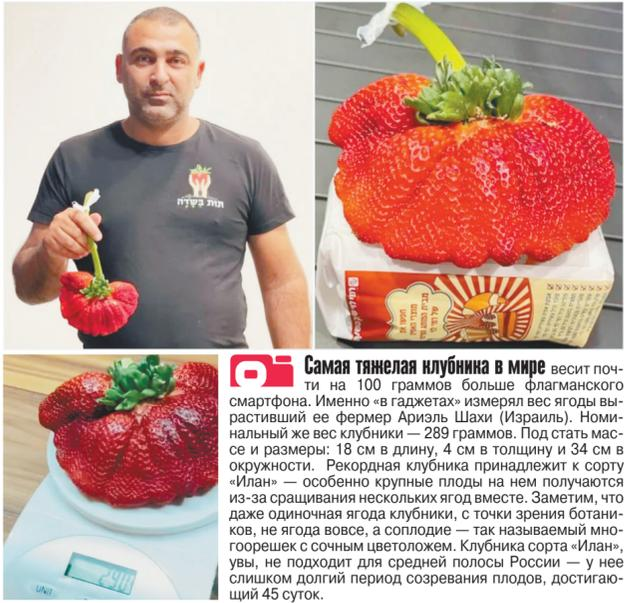 תות בשדה
Самая тяжелая клубника в мире весит поч-
ти на 100 граммов больше флагманского
смартфона. Именно «в гаджетах» измерял вес ягоды вы-
растивший ее фермер Ариэль Шахи (Израиль). Номи-
нальный же вес клубники — 289 граммов. Под стать мас-
се и размеры: 18 см в длину, 4 см в толщину и 34 см в
окружности. Рекордная клубника принадлежит к сорту
«Илан» — особенно крупные плоды на нем получаются
из-за сращивания нескольких ягод вместе. Заметим, что
даже одиночная ягода клубники, с точки зрения ботани-
ков, не ягода вовсе, а соплодие — так называемый мно-
гоорешек с сочным цветоложем. Клубника сорта «Илан»,
увы, не подходит для средней полосы России — у нее
слишком долгий период созревания плодов, достигаю-
щий 45 суток.